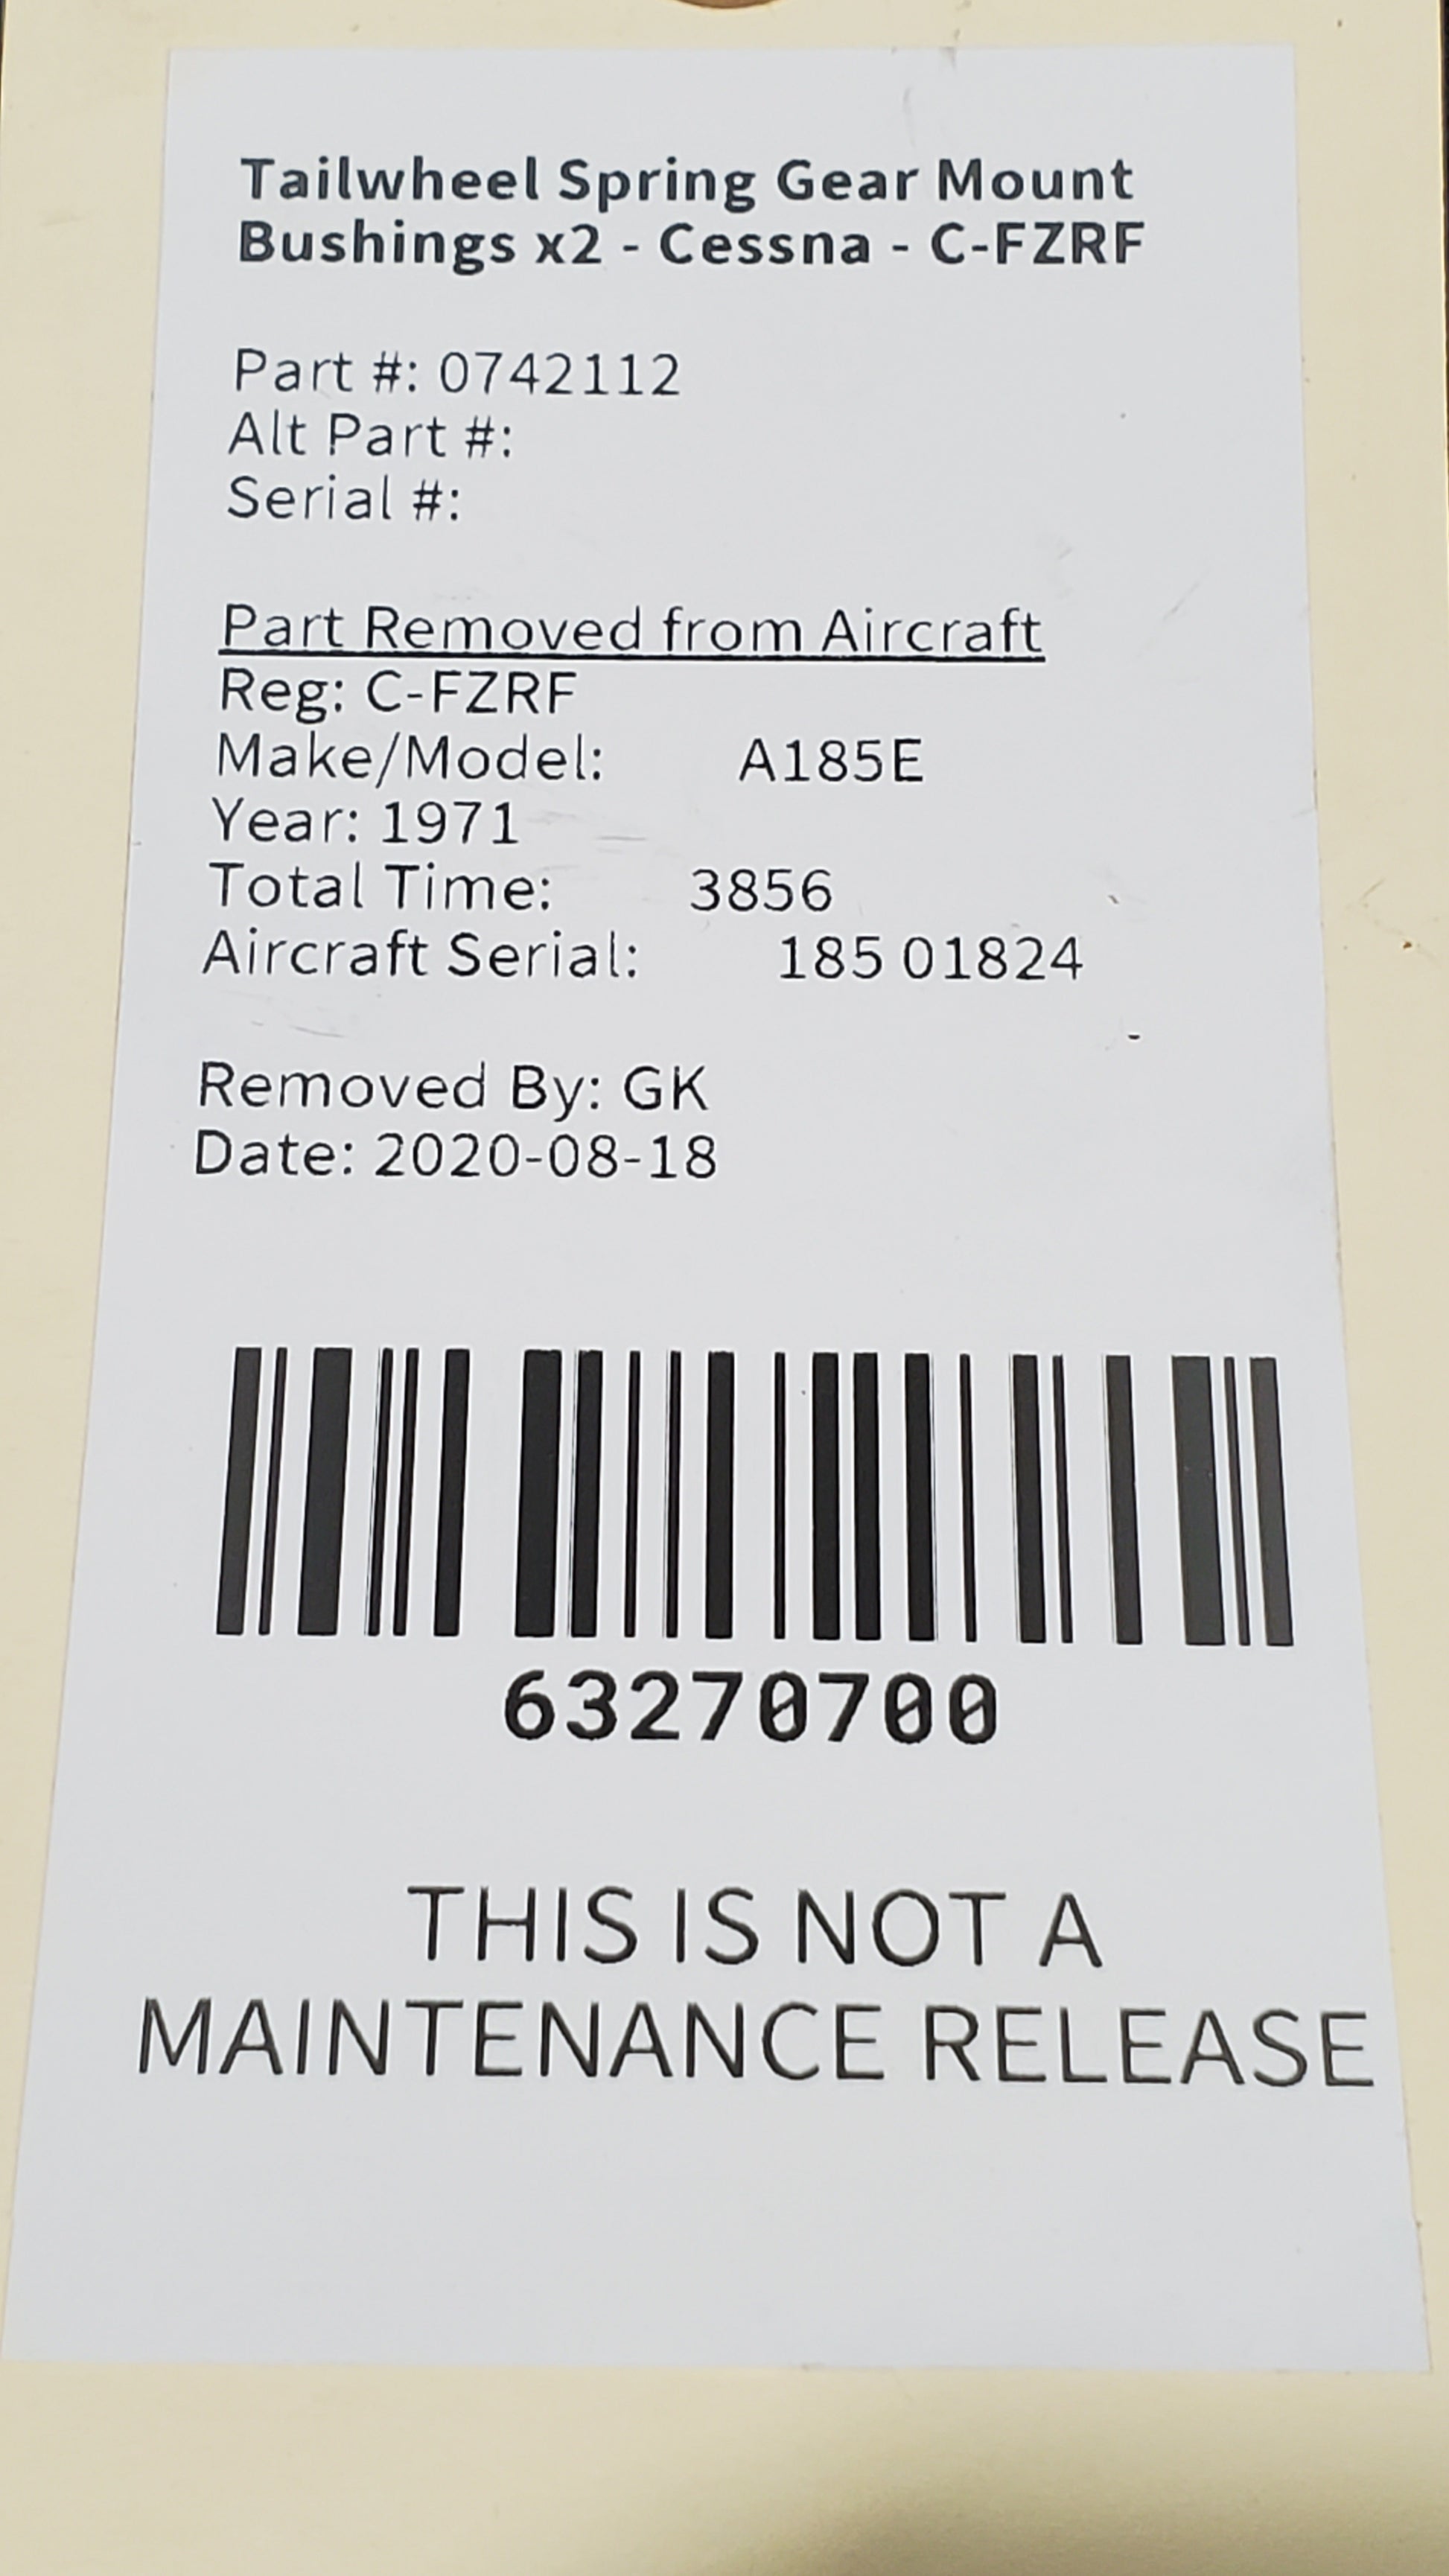 Tailwheel Spring Gear Mount
Bushings x2 - Cessna - C-FZRF
Part #: 0742112
Alt Part #:
Serial #:
Part Removed from Aircraft
Reg: C-FZRF
Make/Model: A185E
Year: 1971
Total Time: 3856
Aircraft Serial: 185 01824
Removed By: GK
Date: 2020-08-18
63270700
THIS IS NOT A
MAINTENANCE RELEASE